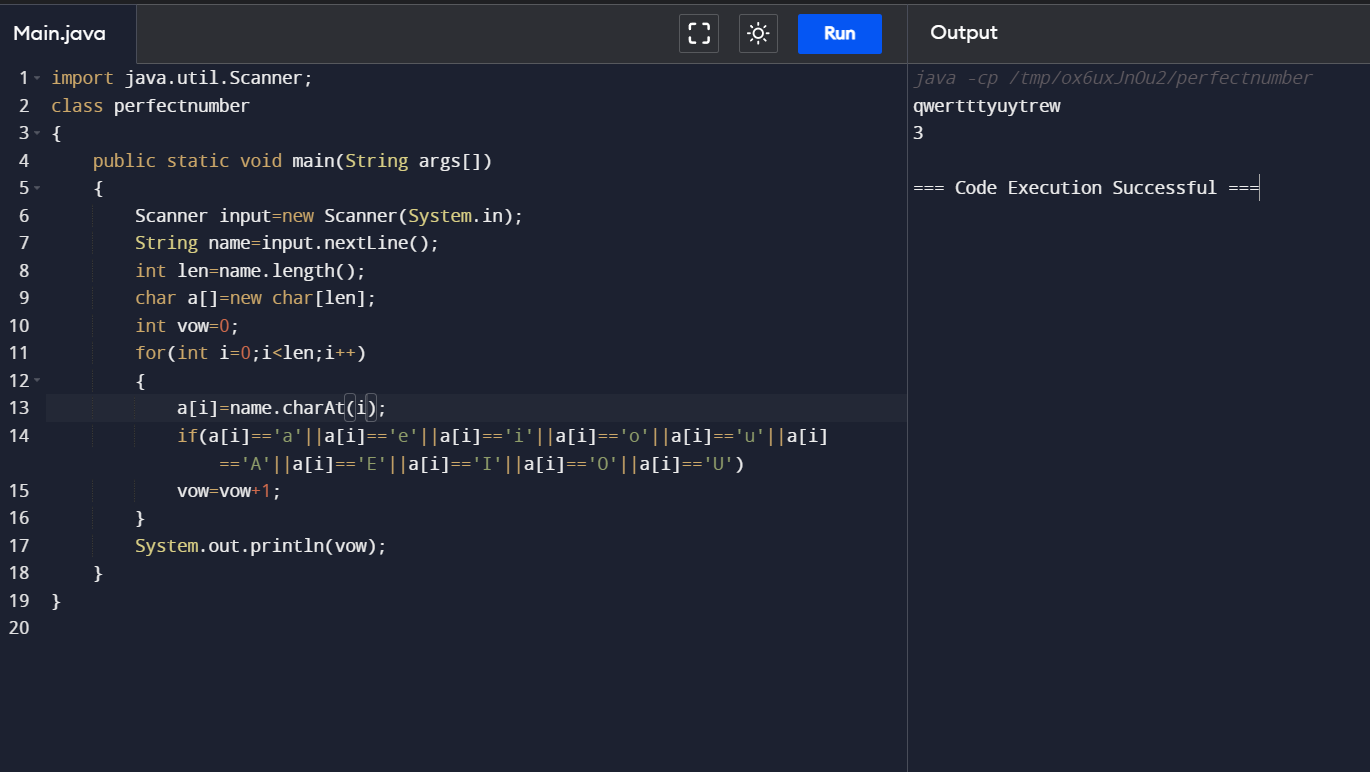 Main.java
Run
Output
1 import java.util.Scanner;
2 class perfectnumber
3 {
4 public static void main(String args[])
5 {
6 Scanner input=new Scanner(System.in);
7 String name=input.nextLine();
8 int len=name.length();
9 char a[]=new char[len];
10 int vow=0;
11 for(int i=0;i<len;i++)
12 {
13 a[i]=name.charAt(i);
14 if(a[i]=='a'||a[i]=='e'||a[i]=='i'||a[i]=='o'||a[i]=='u'||a[i]
=='A'||a[i]=='E'||a[i]=='I'||a[i]=='O'||a[i]=='U')
15 vow=vow+1;
16 }
17 System.out.println(vow);
18 }
19 }
20
java -cp /tmp/ox6uxJnOu2/perfectnumber
qwertttyuytrew
3
=== Code Execution Successful ===